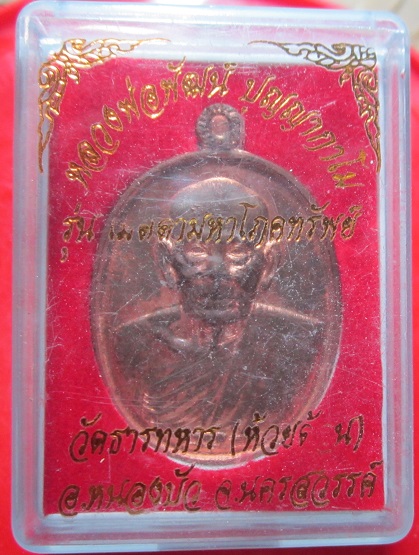 หลวงพ่อพัฒน์ ปุญฺญกาโม
รุ่น เมตตามหาโภคทรัพย์
วัดธารทหาร (ห้วยด้วน)
อ.หนองบัว จ.นครสวรรค์